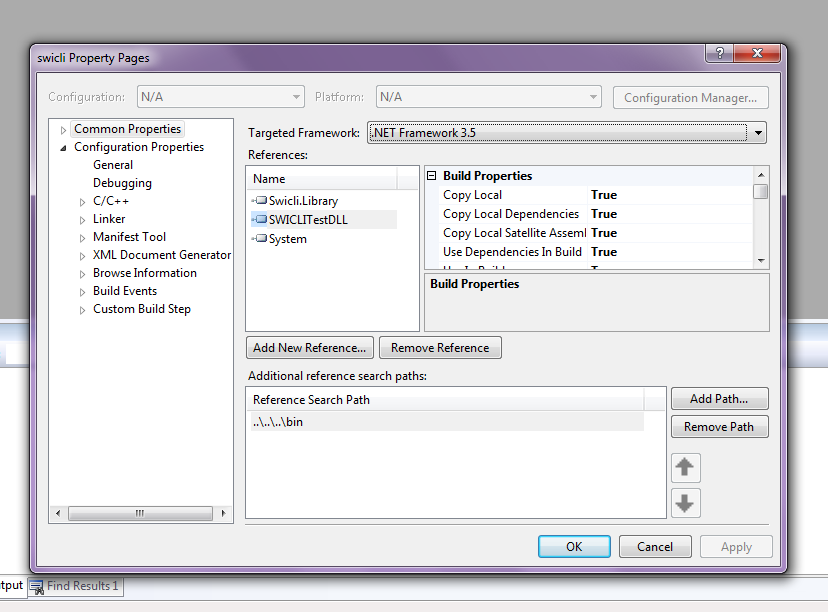 swicli Property Pages
?
Configuration:
N/A
Platform:
N/A
Configuration Manager...
Common Properties
Configuration Properties
General
Debugging
C/C++
Linker
Manifest Tool
XML Document Generator
Browse Information
Build Events
Custom Build Step
Targeted Framework:
.NET Framework 3.5
References:
Name
Swicli.Library
SWICLITestDLL
System
Build Properties
Copy Local True
Copy Local Dependencies True
Copy Local Satellite Assembl True
Use Dependencies In Build True
Build Properties
Add New Reference...
Remove Reference
Additional reference search paths:
Reference Search Path
..\..\..\bin
Add Path...
Remove Path
OK
Cancel
Apply
tput
Find Results 1